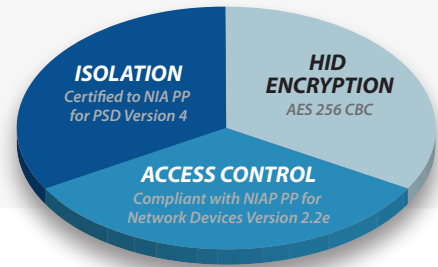 ISOLATION
Certified to NIA PP
for PSD Version 4
HID
ENCRYPTION
AES 256 CBC
ACCESS CONTROL
Compliant with NIAP PP for
Network Devices Version 2.2e